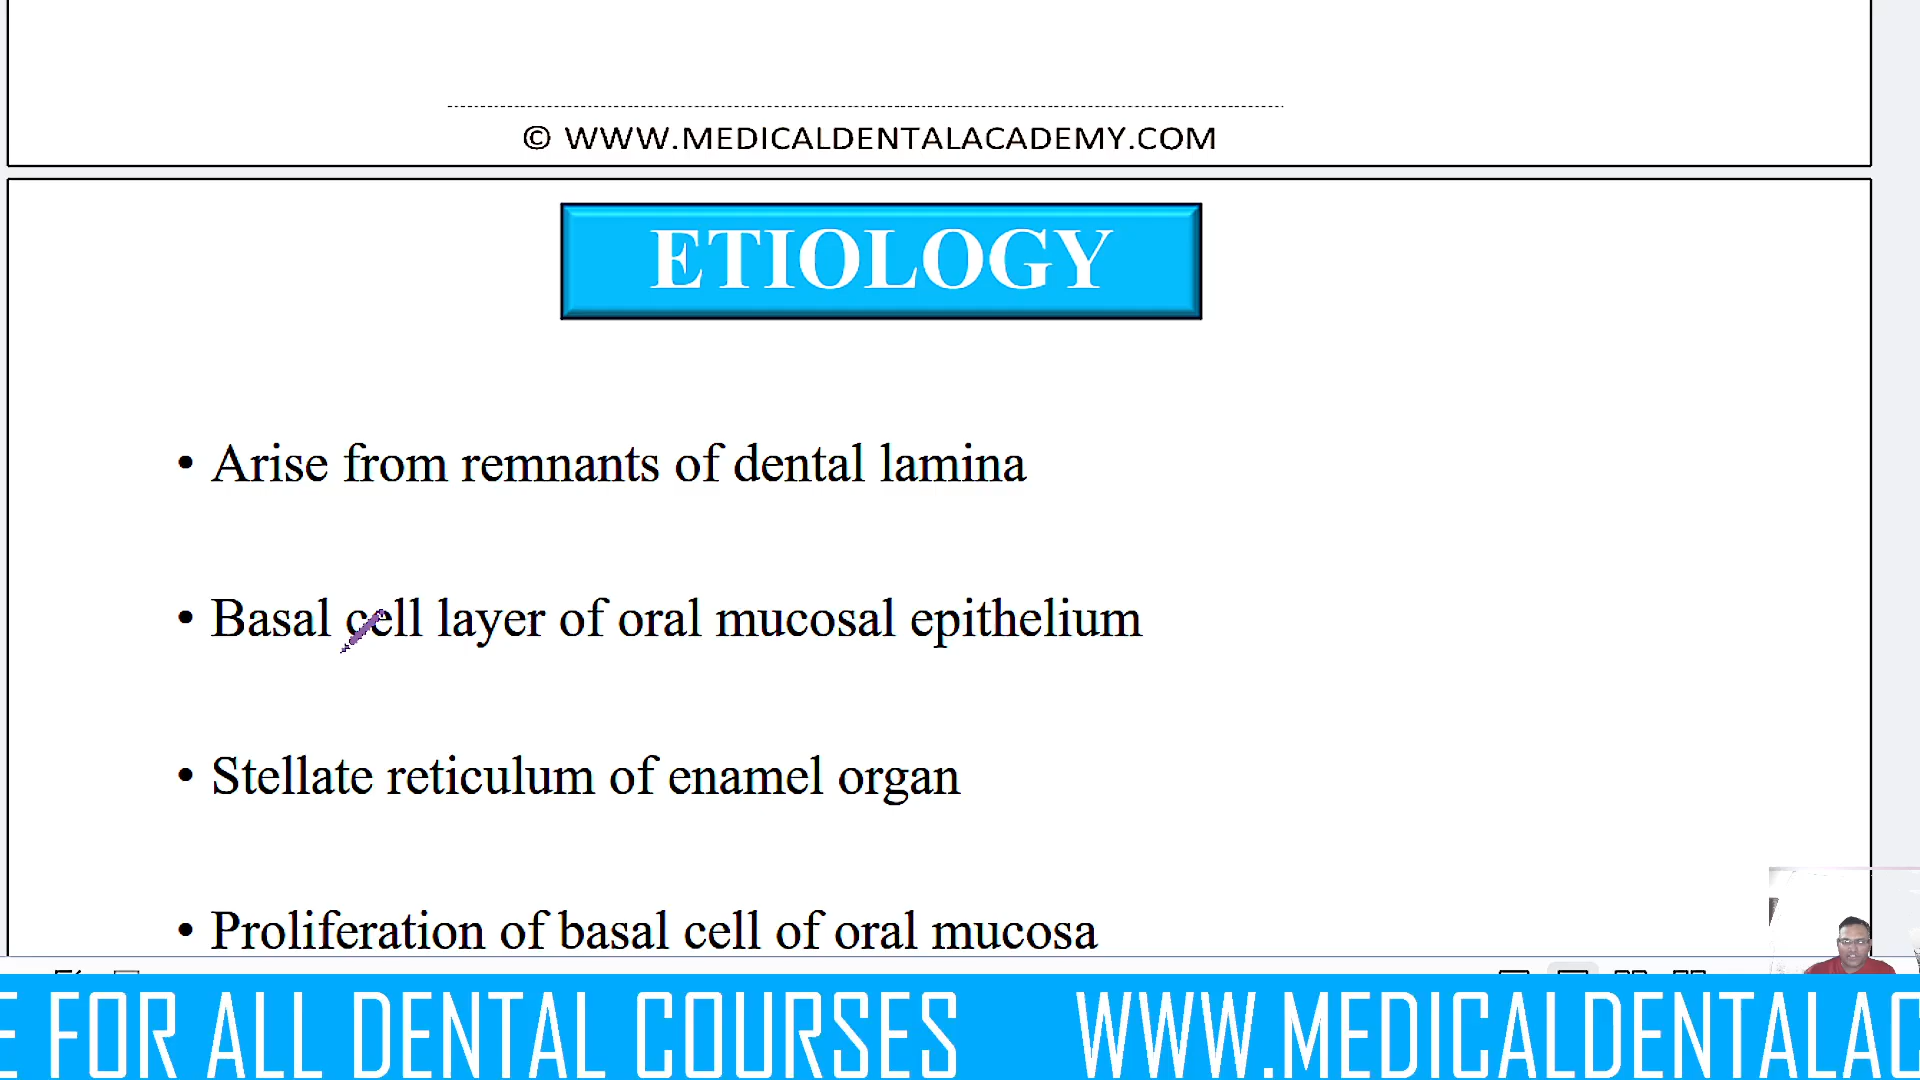 © WWW.MEDICALDENTALACADEMY.COM
ETIOLOGY
• Arise from remnants of dental lamina
• Basal cell layer of oral mucosal epithelium
• Stellate reticulum of enamel organ
• Proliferation of basal cell of oral mucosa
E FOR ALL DENTAL COURSES WWW.MEDICALDENTALAC